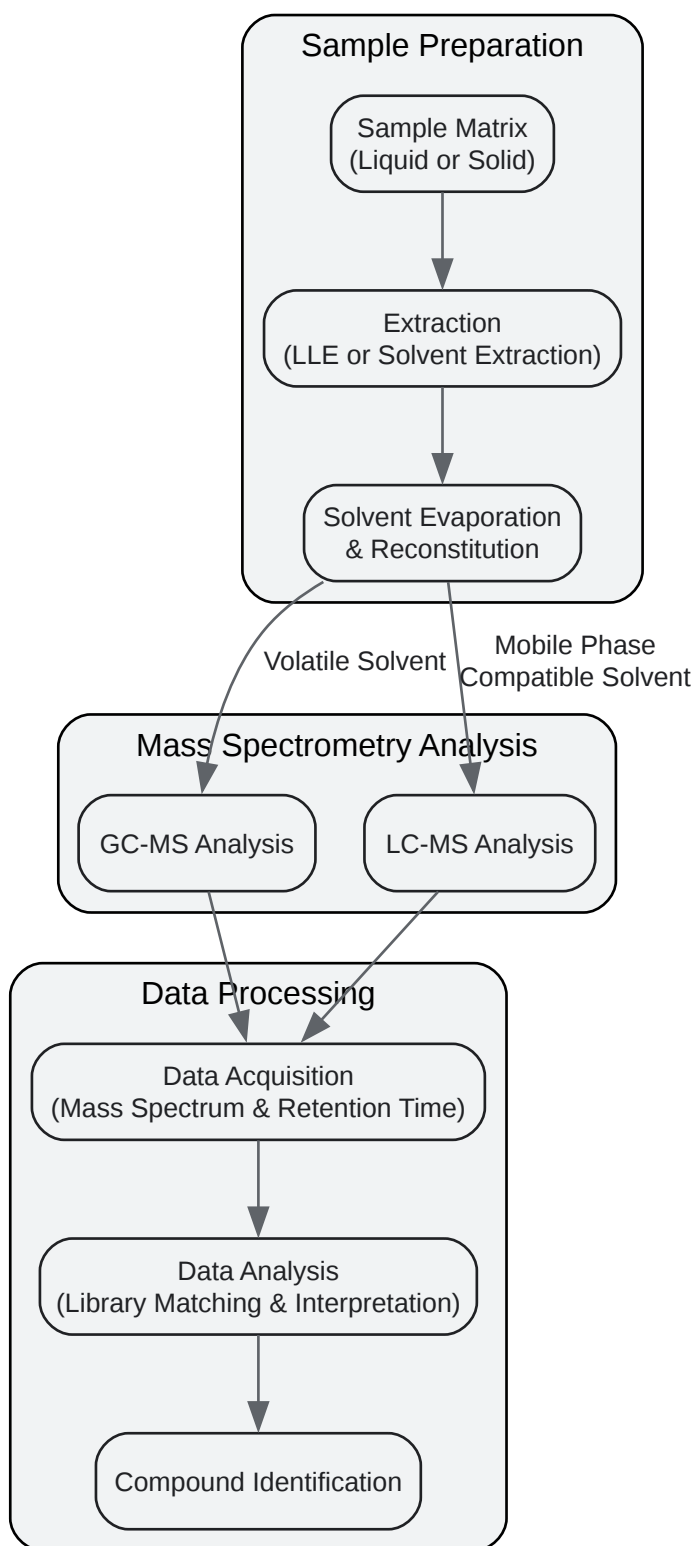 Sample Preparation
Sample Matrix
(Liquid or Solid)
Extraction
(LLE or Solvent Extraction)
Solvent Evaporation
& Reconstitution
Volatile Solvent
Mobile Phase
Compatible Solvent
Mass Spectrometry Analysis
GC-MS Analysis
LC-MS Analysis
Data Processing
Data Acquisition
(Mass Spectrum & Retention Time)
Data Analysis
(Library Matching & Interpretation)
Compound Identification